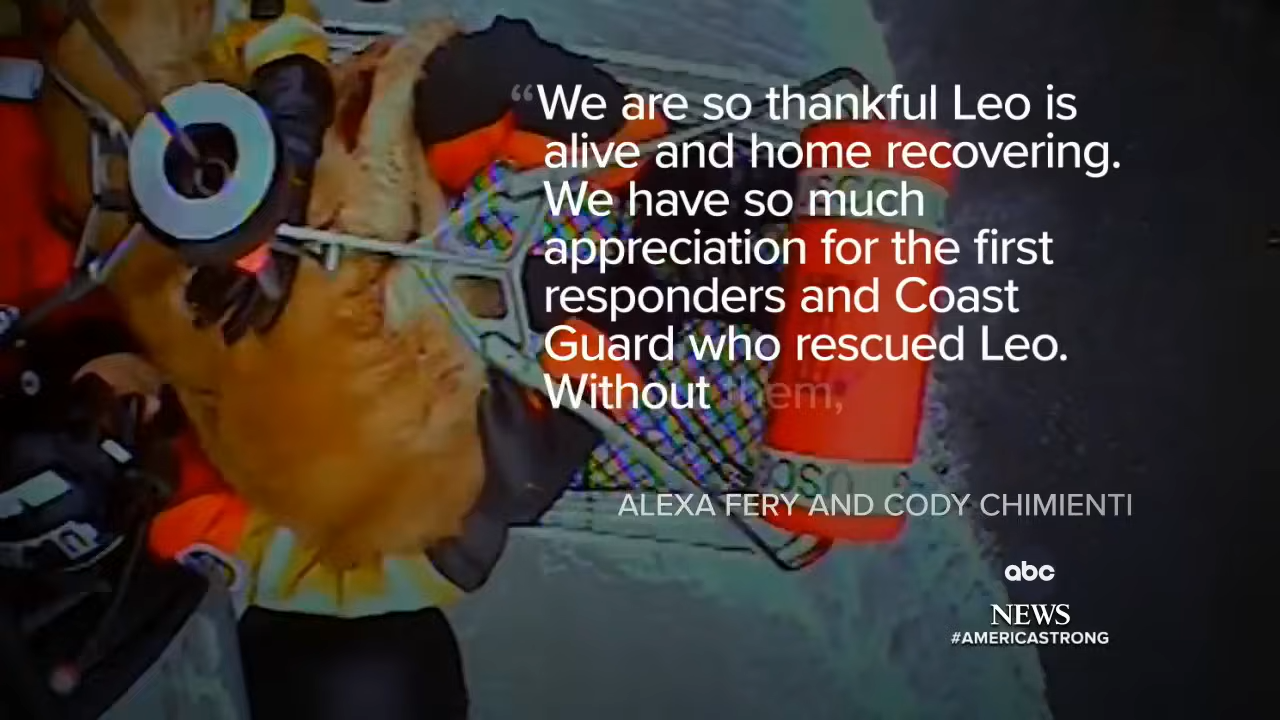 “We are so thankful Leo is
alive and home recovering.
We have so much
appreciation for the first
responders and Coast
Guard who rescued Leo.
Without them,
ALEXA FERY AND CODY CHIMIENTI
abc
NEWS
#AMERICASTRONG